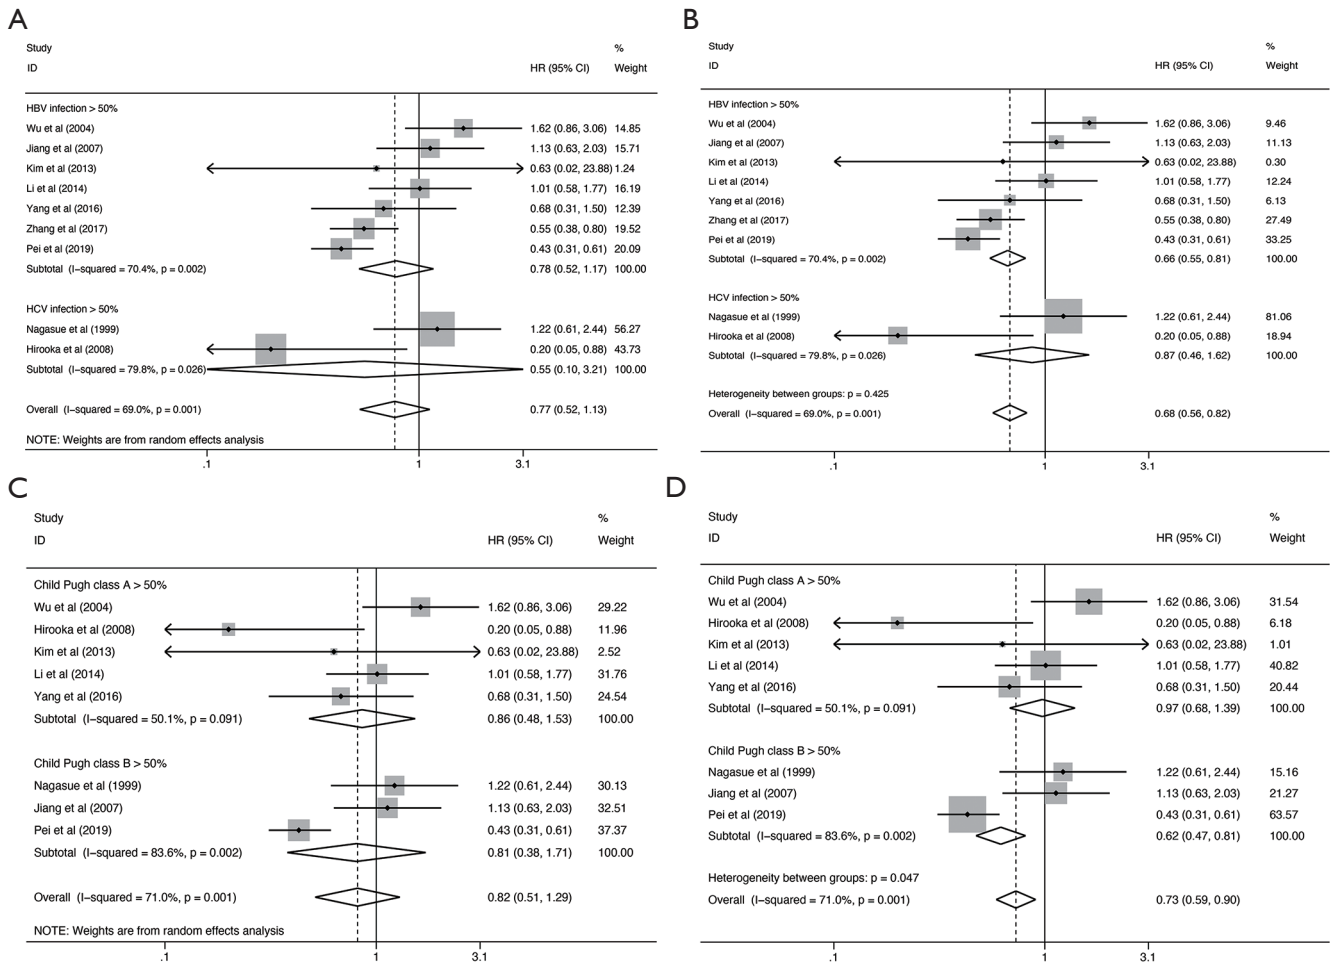 A
Study %
ID HR (95% CI) Weight
HBV infection > 50%
Wu et al (2004) 1.62 (0.86, 3.06) 14.85
Jiang et al (2007) 1.13 (0.63, 2.03) 15.71
Kim et al (2013) 0.63 (0.02, 23.88) 1.24
Li et al (2014) 1.01 (0.58, 1.77) 16.19
Yang et al (2016) 0.68 (0.31, 1.50) 12.39
Zhang et al (2017) 0.55 (0.38, 0.80) 19.52
Pei et al (2019) 0.43 (0.31, 0.61) 20.09
Subtotal (I-squared = 70.4%, p = 0.002) 0.78 (0.52, 1.17) 100.00
HCV infection > 50%
Nagasue et al (1999) 1.22 (0.61, 2.44) 56.27
Hirooka et al (2008) 0.20 (0.05, 0.88) 43.73
Subtotal (I-squared = 79.8%, p = 0.026) 0.55 (0.10, 3.21) 100.00
Overall (I-squared = 69.0%, p = 0.001) 0.77 (0.52, 1.13)
NOTE: Weights are from random effects analysis
.1 1 3.1
B
Study %
ID HR (95% CI) Weight
HBV infection > 50%
Wu et al (2004) 1.62 (0.86, 3.06) 9.46
Jiang et al (2007) 1.13 (0.63, 2.03) 11.13
Kim et al (2013) 0.63 (0.02, 23.88) 0.30
Li et al (2014) 1.01 (0.58, 1.77) 12.24
Yang et al (2016) 0.68 (0.31, 1.50) 6.13
Zhang et al (2017) 0.55 (0.38, 0.80) 27.49
Pei et al (2019) 0.43 (0.31, 0.61) 33.25
Subtotal (I-squared = 70.4%, p = 0.002) 0.66 (0.55, 0.81) 100.00
HCV infection > 50%
Nagasue et al (1999) 1.22 (0.61, 2.44) 81.06
Hirooka et al (2008) 0.20 (0.05, 0.88) 18.94
Subtotal (I-squared = 79.8%, p = 0.026) 0.87 (0.46, 1.62) 100.00
Heterogeneity between groups: p = 0.425
Overall (I-squared = 69.0%, p = 0.001) 0.68 (0.56, 0.82)
.1 1 3.1
C
Study %
ID HR (95% CI) Weight
Child Pugh class A > 50%
Wu et al (2004) 1.62 (0.86, 3.06) 29.22
Hirooka et al (2008) 0.20 (0.05, 0.88) 11.96
Kim et al (2013) 0.63 (0.02, 23.88) 2.52
Li et al (2014) 1.01 (0.58, 1.77) 31.76
Yang et al (2016) 0.68 (0.31, 1.50) 24.54
Subtotal (I-squared = 50.1%, p = 0.091) 0.86 (0.48, 1.53) 100.00
Child Pugh class B > 50%
Nagasue et al (1999) 1.22 (0.61, 2.44) 30.13
Jiang et al (2007) 1.13 (0.63, 2.03) 32.51
Pei et al (2019) 0.43 (0.31, 0.61) 37.37
Subtotal (I-squared = 83.6%, p = 0.002) 0.81 (0.38, 1.71) 100.00
Overall (I-squared = 71.0%, p = 0.001) 0.82 (0.51, 1.29)
NOTE: Weights are from random effects analysis
.1 1 3.1
D
Study %
ID HR (95% CI) Weight
Child Pugh class A > 50%
Wu et al (2004) 1.62 (0.86, 3.06) 31.54
Hirooka et al (2008) 0.20 (0.05, 0.88) 6.18
Kim et al (2013) 0.63 (0.02, 23.88) 1.01
Li et al (2014) 1.01 (0.58, 1.77) 40.82
Yang et al (2016) 0.68 (0.31, 1.50) 20.44
Subtotal (I-squared = 50.1%, p = 0.091) 0.97 (0.68, 1.39) 100.00
Child Pugh class B > 50%
Nagasue et al (1999) 1.22 (0.61, 2.44) 15.16
Jiang et al (2007) 1.13 (0.63, 2.03) 21.27
Pei et al (2019) 0.43 (0.31, 0.61) 63.57
Subtotal (I-squared = 83.6%, p = 0.002) 0.62 (0.47, 0.81) 100.00
Heterogeneity between groups: p = 0.047
Overall (I-squared = 71.0%, p = 0.001) 0.73 (0.59, 0.90)
.1 1 3.1